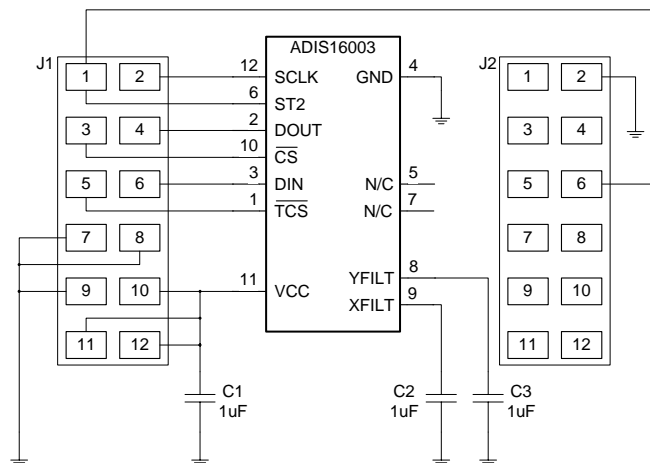 ADIS16003
J1
1 2 12 SCLK GND 4
6 ST2
3 4 2 DOUT
10 CS
5 6 3 DIN N/C 5
1 TCS N/C 7
7 8
9 10 11 VCC YFILT 8
XFILT 9
11 12
C1
1uF
C2
1uF
C3
1uF
J2
1 2
3 4
5 6
7 8
9 10
11 12